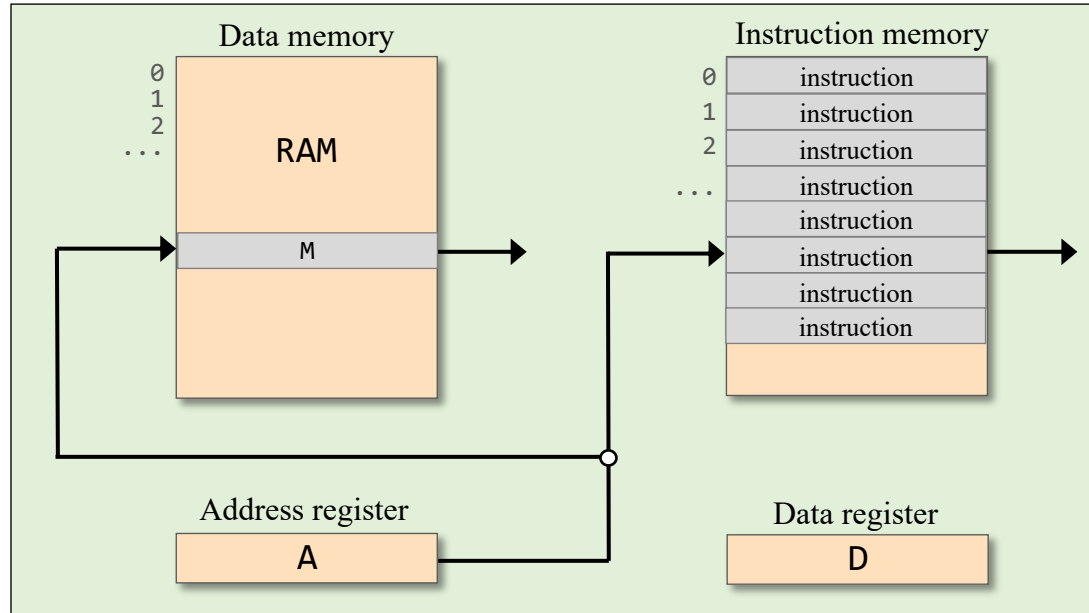 Data memory
0
1
2
...
RAM
M
Instruction memory
0
1
2
...
instruction
instruction
instruction
instruction
instruction
instruction
instruction
instruction
Address register
A
Data register
D